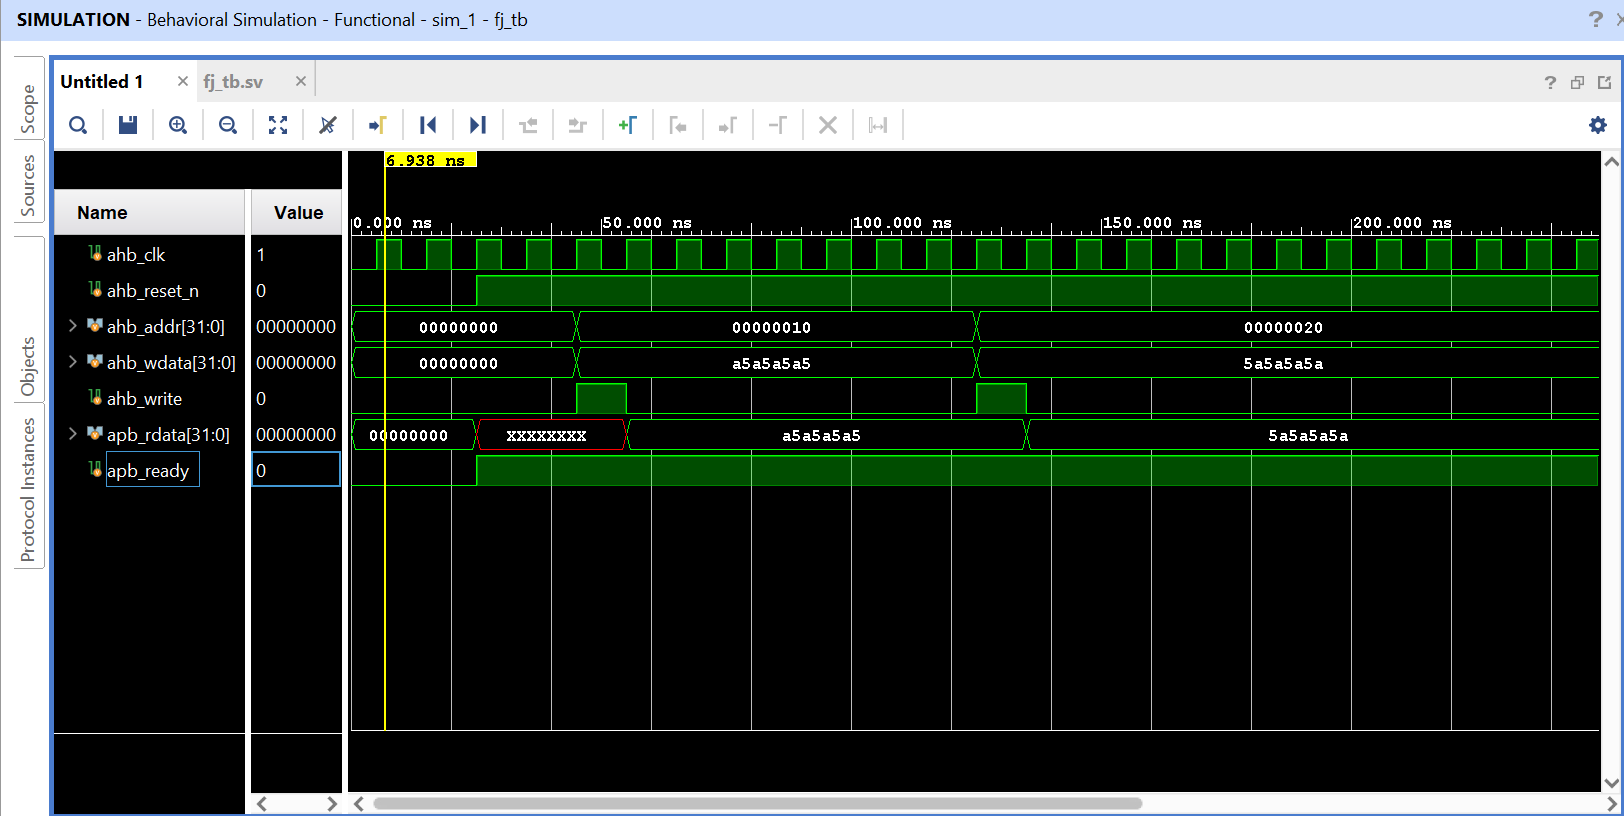 SIMULATION - Behavioral Simulation - Functional - sim_1 - fj_tb
?
Scope
Sources
Objects
Protocol Instances
Untitled 1
fj_tb.sv
?
6.938 ns
Name
Value
0.000 ns
50.000 ns
100.000 ns
150.000 ns
200.000 ns
ahb_clk
1
ahb_reset_n
0
ahb_addr[31:0]
00000000
00000000
00000010
00000020
ahb_wdata[31:0]
00000000
00000000
a5a5a5a5
5a5a5a5a
ahb_write
0
apb_rdata[31:0]
00000000
00000000
XXXXXXXX
a5a5a5a5
5a5a5a5a
apb_ready
0